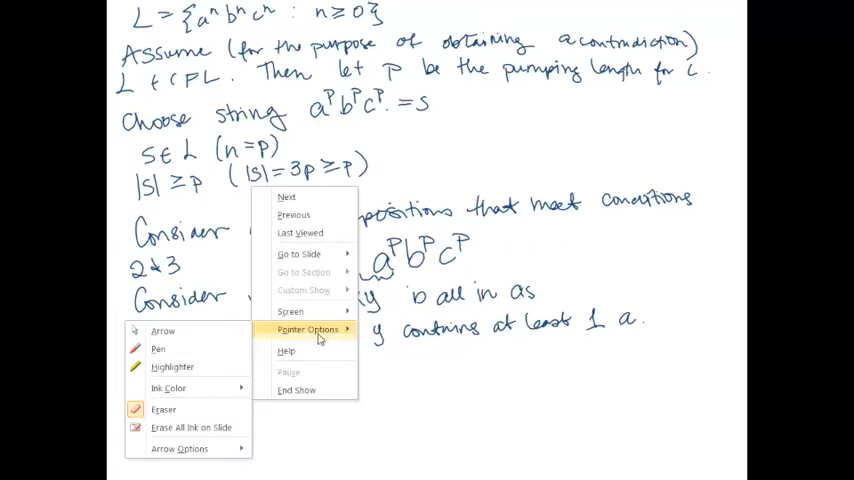 L = {aⁿbⁿcⁿ : n ≥ 0}
Assume (for the purpose of obtaining a contradiction)
L ∈ CFL. Then let P be the pumping length for L.
Choose string aᴾbᴾcᴾ. = S
S ∈ L (n = p)
|S| ≥ p (|S| = 3p ≥ p)
Consider positions that meet conditions
2 & 3 aᴾbᴾcᴾ
Consider y is all in as
y contains at least 1 a.
Next
Previous
Last Viewed
Go to Slide
Go to Section
Custom Show
Screen
Pointer Options
Help
Pause
End Show
Arrow
Pen
Highlighter
Ink Color
Eraser
Erase All Ink on Slide
Arrow Options